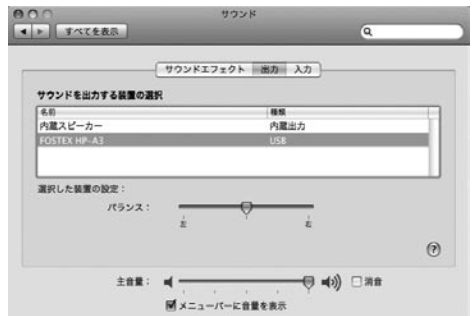 サウンド
すべてを表示
サウンドエフェクト 出力 入力
サウンドを出力する装置の選択
名前 種類
内蔵スピーカー 内蔵出力
FOSTEX HP-A3 USB
選択した装置の設定：
バランス：
左 右
?
主音量： 消音
メニューバーに音量を表示